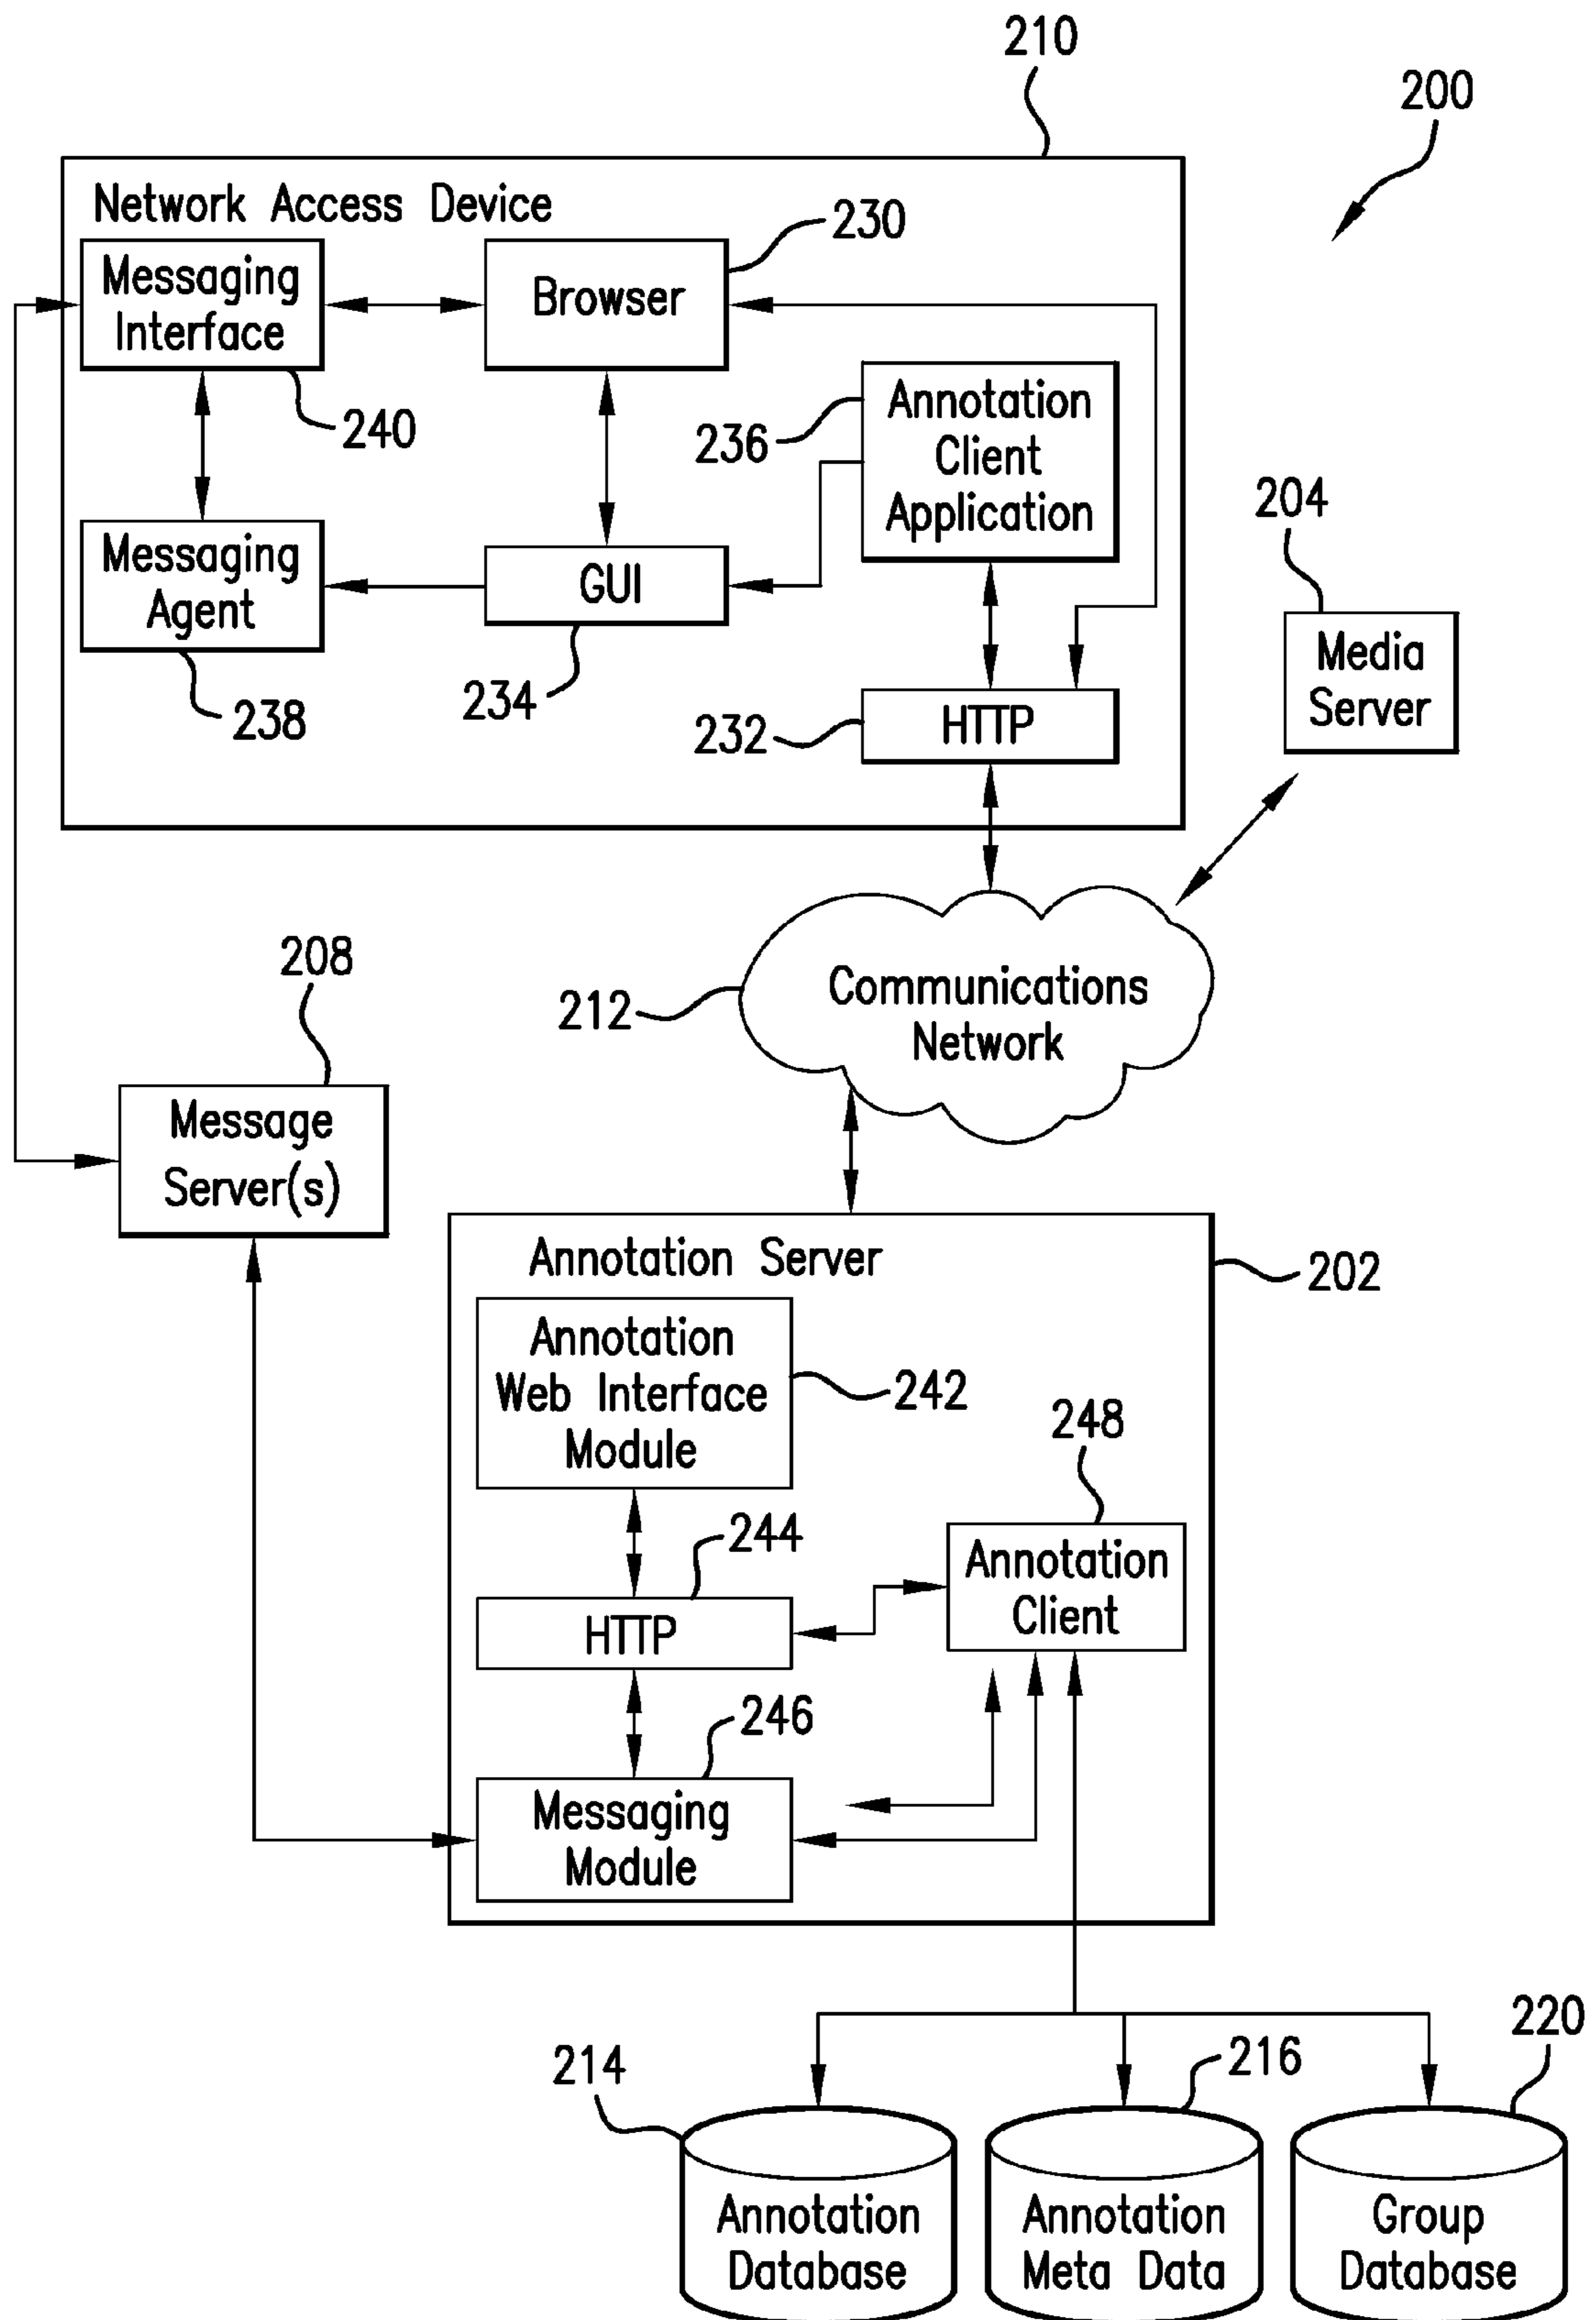 210
200
Network Access Device
230
Messaging
Interface
Browser
240
236
Annotation
Client
Application
204
Messaging
Agent
GUI
Media
Server
238
234
232
HTTP
208
212
Communications
Network
Message
Server(s)
Annotation Server
202
Annotation
Web Interface
Module
242
248
244
Annotation
Client
HTTP
246
Messaging
Module
220
214
216
Annotation
Database
Annotation
Meta Data
Group
Database